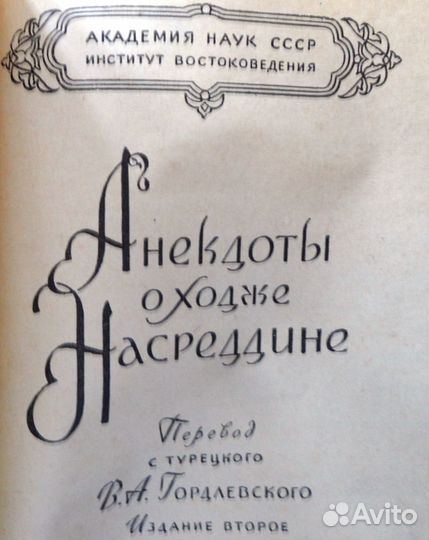 АКАДЕМИЯ НАУК СССР
ИНСТИТУТ ВОСТОКОВЕДЕНИЯ
Анекдоты
о Ходже
Насреддине
Перевод
С ТУРЕЦКОГО
В.А. Гордлевского
Издание второе
Avito